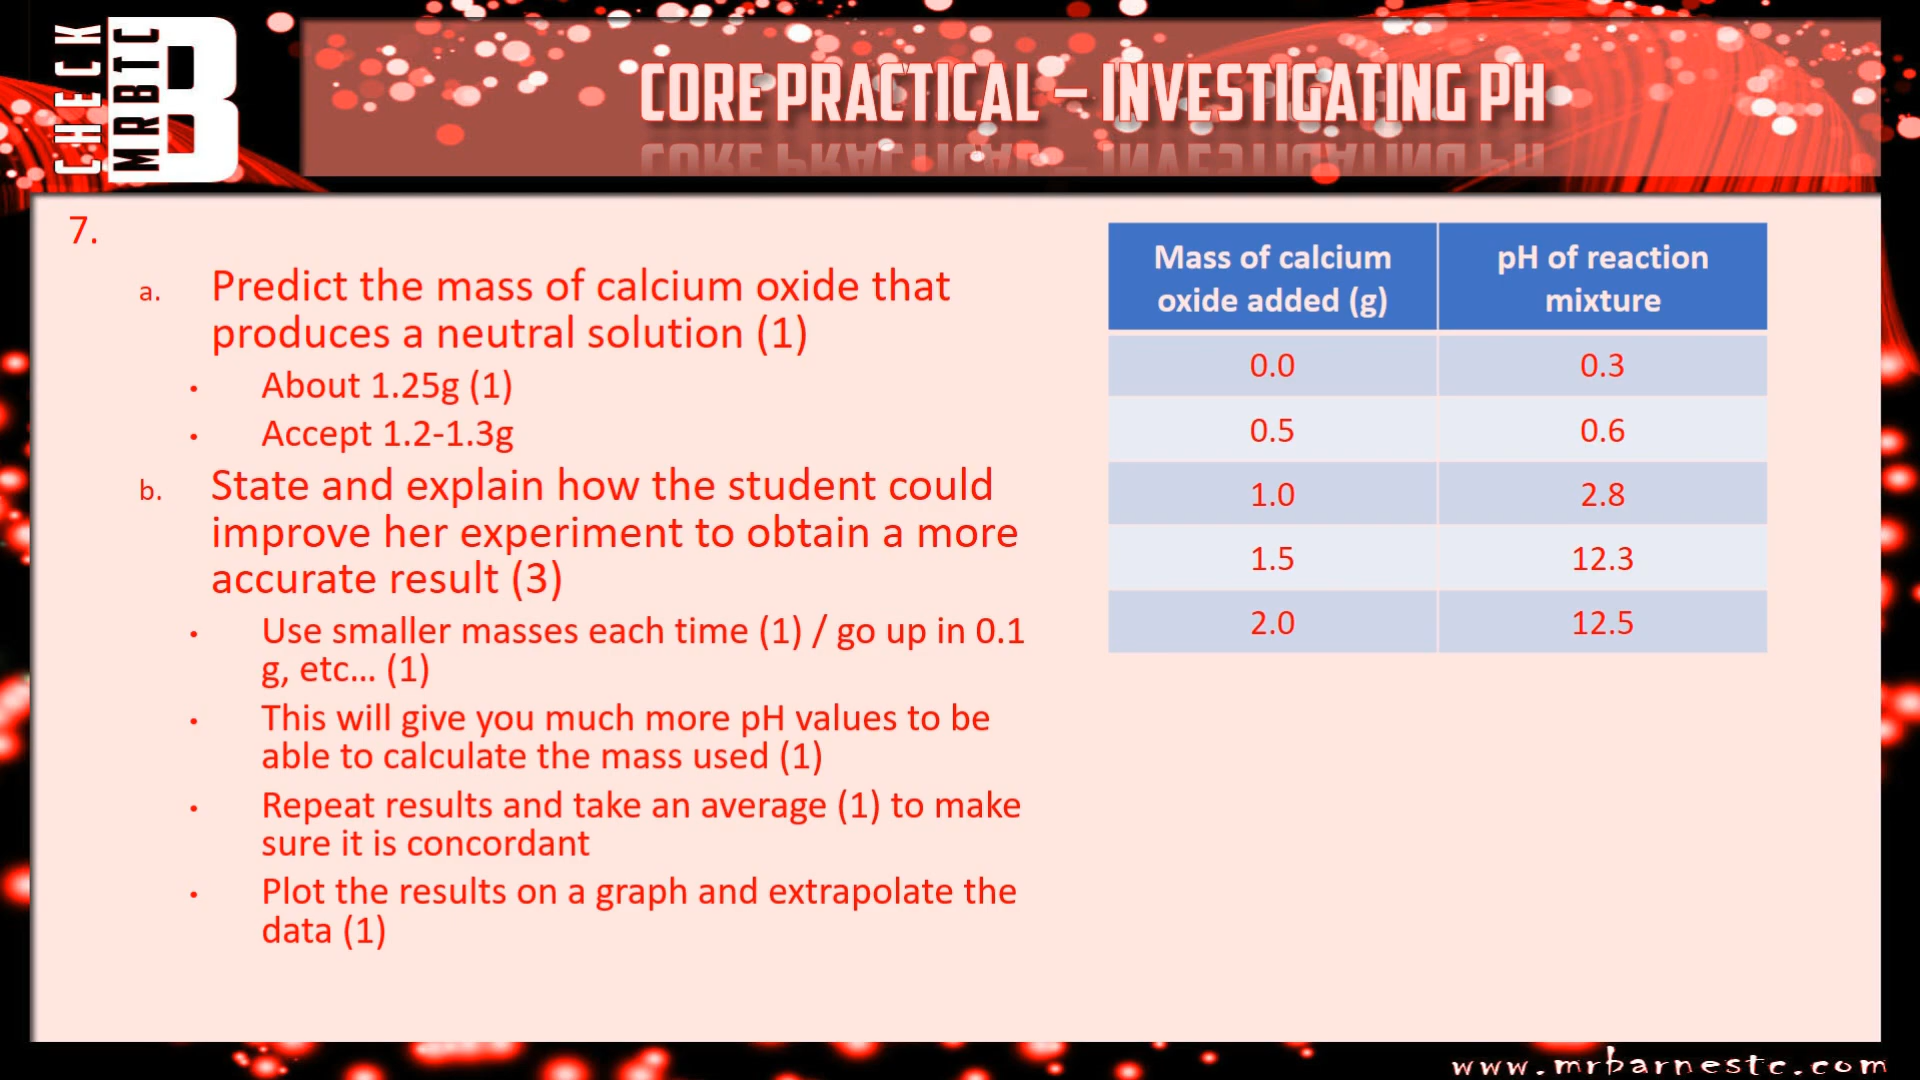 CHECK
MRBTC
B
CORE PRACTICAL – INVESTIGATING PH
7.
a. Predict the mass of calcium oxide that
produces a neutral solution (1)
• About 1.25g (1)
• Accept 1.2-1.3g
b. State and explain how the student could
improve her experiment to obtain a more
accurate result (3)
• Use smaller masses each time (1) / go up in 0.1
g, etc... (1)
• This will give you much more pH values to be
able to calculate the mass used (1)
• Repeat results and take an average (1) to make
sure it is concordant
• Plot the results on a graph and extrapolate the
data (1)
Mass of calcium
oxide added (g)
pH of reaction
mixture
0.0 0.3
0.5 0.6
1.0 2.8
1.5 12.3
2.0 12.5
www.mrbarnestc.com